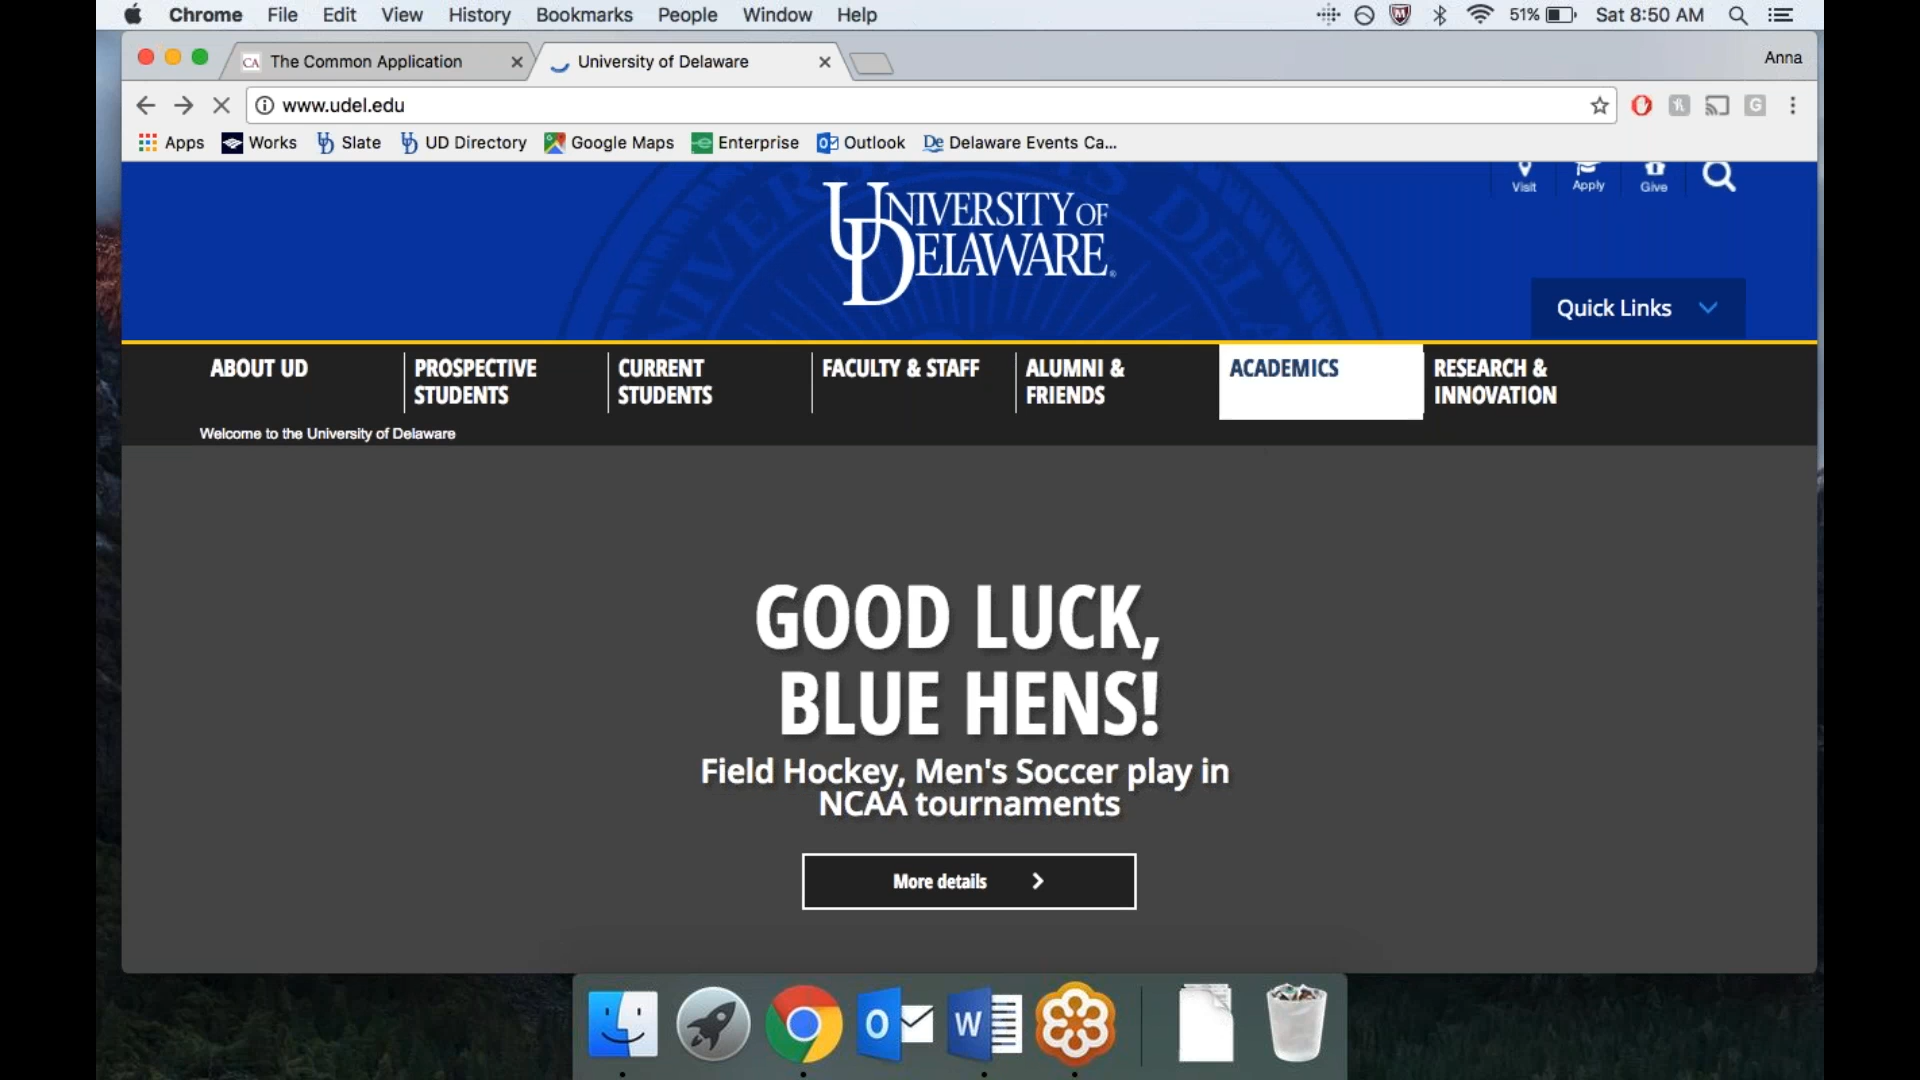 Chrome File Edit View History Bookmarks People Window Help 51% Sat 8:50 AM
CA The Common Application University of Delaware Anna
www.udel.edu
Apps Works Slate UD Directory Google Maps Enterprise Outlook Delaware Events Ca...
Visit Apply Give
UNIVERSITY OF
DELAWARE
Quick Links
ABOUT UD
PROSPECTIVE
STUDENTS
CURRENT
STUDENTS
FACULTY & STAFF
ALUMNI &
FRIENDS
ACADEMICS
RESEARCH &
INNOVATION
Welcome to the University of Delaware
GOOD LUCK,
BLUE HENS!
Field Hockey, Men's Soccer play in
NCAA tournaments
More details